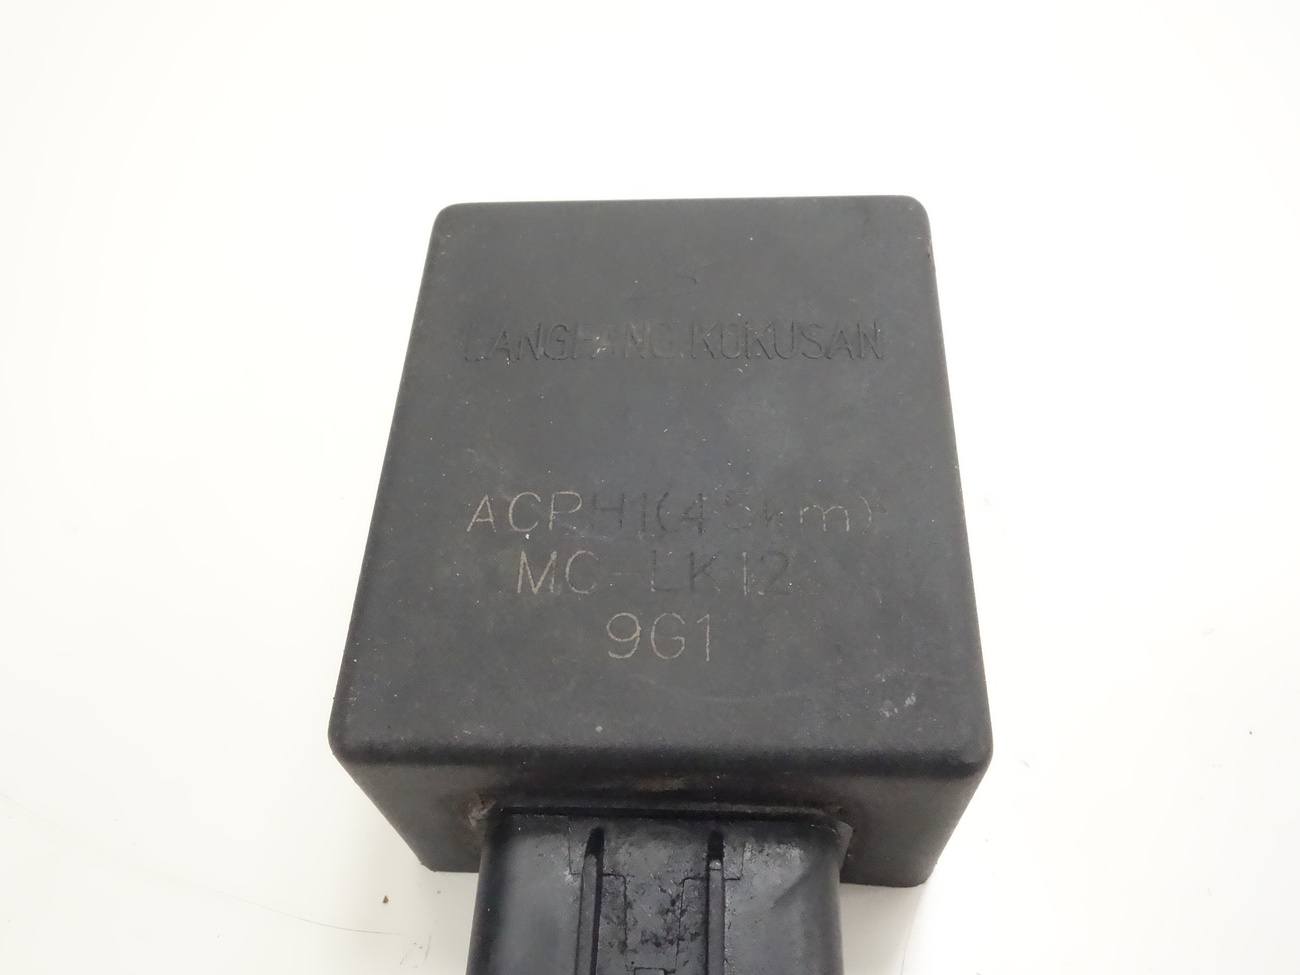 LANGFANG KOKUSAN
ACPH1(45km)
MC-LK12
9G1